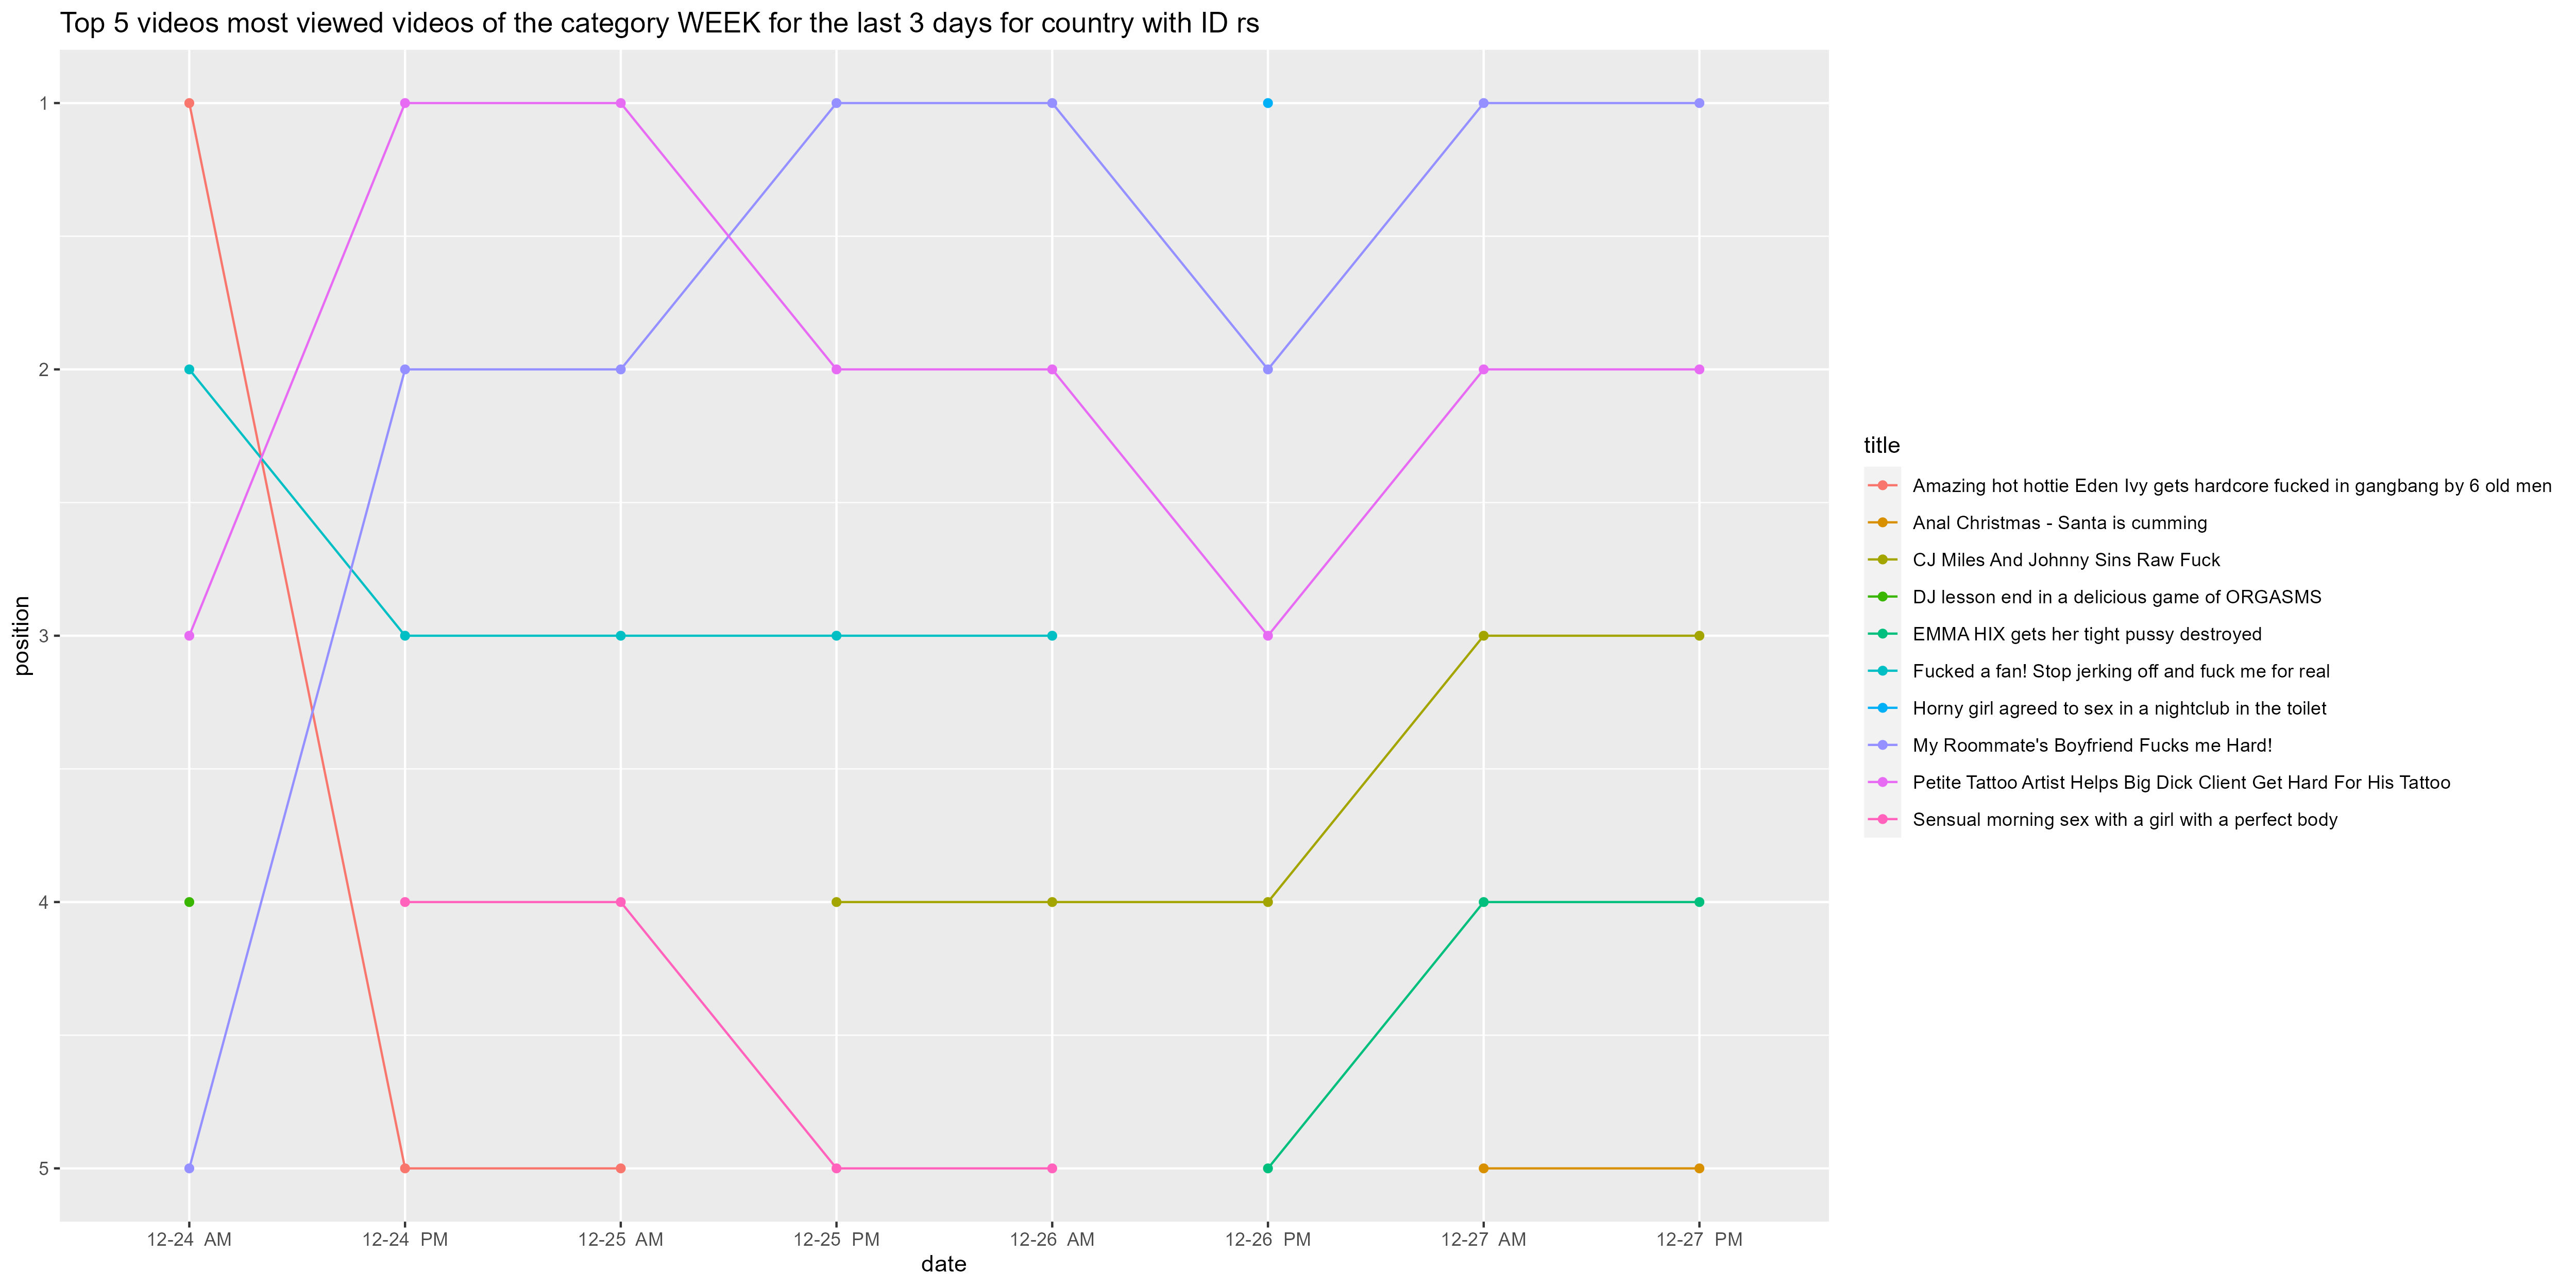 Top 5 videos most viewed videos of the category WEEK for the last 3 days for country with ID rs
position
1
2
3
4
5
12-24 AM
12-24 PM
12-25 AM
12-25 PM
12-26 AM
12-26 PM
12-27 AM
12-27 PM
date
title
Amazing hot hottie Eden Ivy gets hardcore fucked in gangbang by 6 old men
Anal Christmas - Santa is cumming
CJ Miles And Johnny Sins Raw Fuck
DJ lesson end in a delicious game of ORGASMS
EMMA HIX gets her tight pussy destroyed
Fucked a fan! Stop jerking off and fuck me for real
Horny girl agreed to sex in a nightclub in the toilet
My Roommate's Boyfriend Fucks me Hard!
Petite Tattoo Artist Helps Big Dick Client Get Hard For His Tattoo
Sensual morning sex with a girl with a perfect body